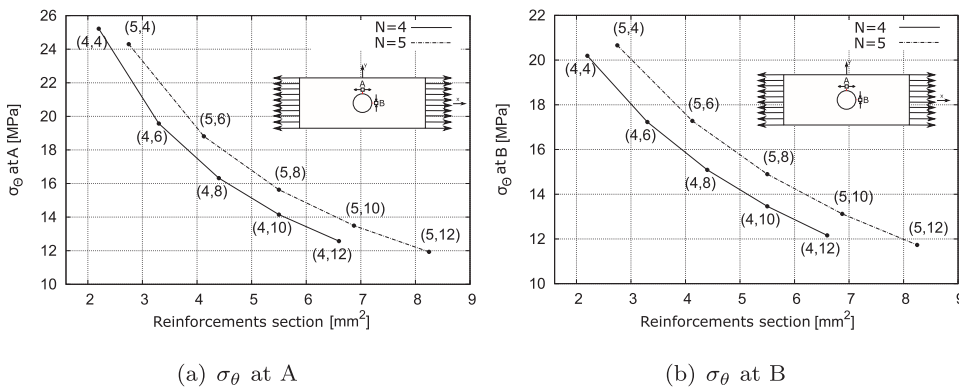 26
24
22
20
18
16
14
12
10
σΘ at A [MPa]
N=4
N=5
(4,4)
(5,4)
(4,6)
(5,6)
(4,8)
(5,8)
(4,10)
(5,10)
(4,12)
(5,12)
y
A
B
x
2 3 4 5 6 7 8 9
Reinforcements section [mm²]
(a) σθ at A
22
20
18
16
14
12
10
σΘ at B [MPa]
N=4
N=5
(4,4)
(5,4)
(4,6)
(5,6)
(4,8)
(5,8)
(4,10)
(5,10)
(4,12)
(5,12)
y
A
B
x
2 3 4 5 6 7 8 9
Reinforcements section [mm²]
(b) σθ at B